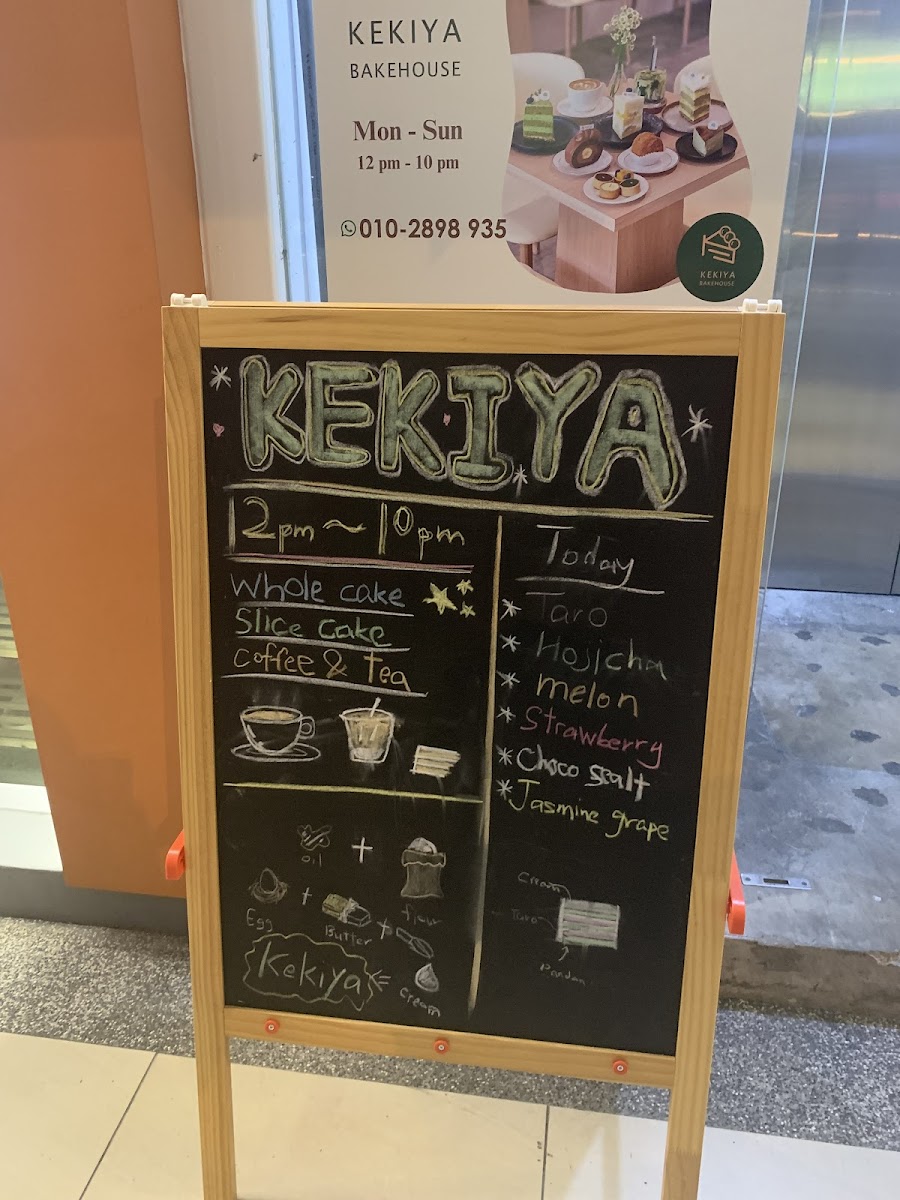 KEKIYA
BAKEHOUSE
Mon - Sun
12 pm - 10 pm
010-2898 935
KEKIYA
BAKEHOUSE
KEKIYA
12pm ~ 10pm
Whole cake
Slice cake
coffee & Tea
Today
* Taro
* Hojicha
* melon
* Strawberry
* Choco salt
* Jasmine grape
oil +
Egg + Butter + flour
Kekiya = cream
Cream
Taro
Pandan